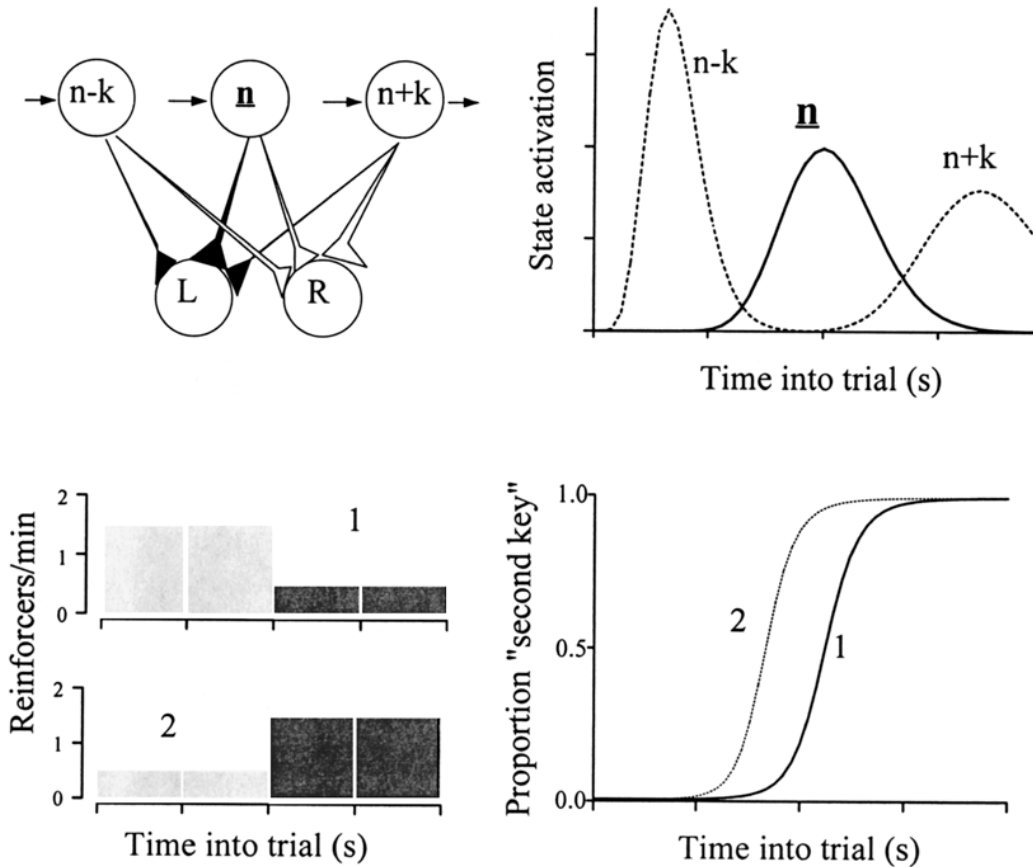 n-k
n
n+k
L
R
State activation
n-k
n
n+k
Time into trial (s)
Reinforcers/min
2
1
0
1
2
1
0
2
Time into trial (s)
Proportion "second key"
1.0
0.5
0.0
2
1
Time into trial (s)